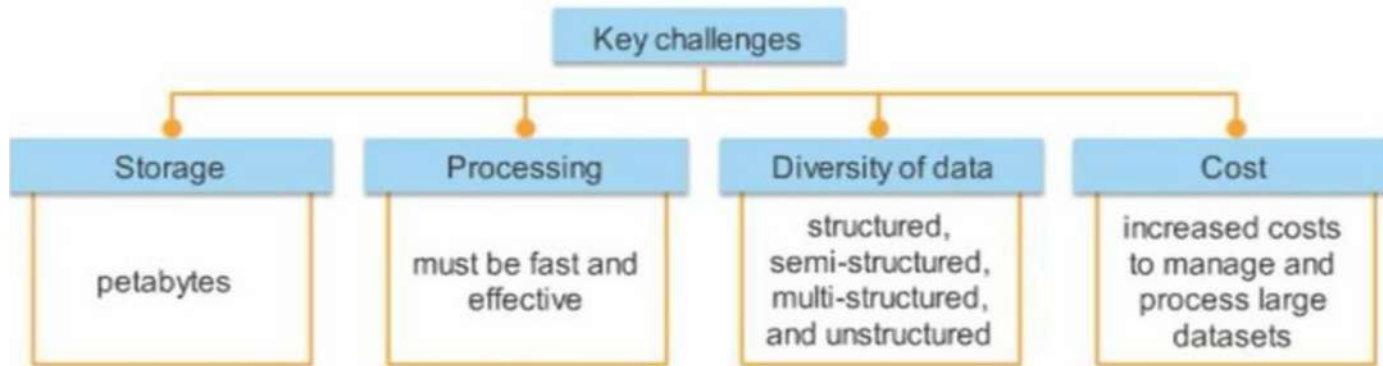 Key challenges
Storage
petabytes
Processing
must be fast and
effective
Diversity of data
structured,
semi-structured,
multi-structured,
and unstructured
Cost
increased costs
to manage and
process large
datasets